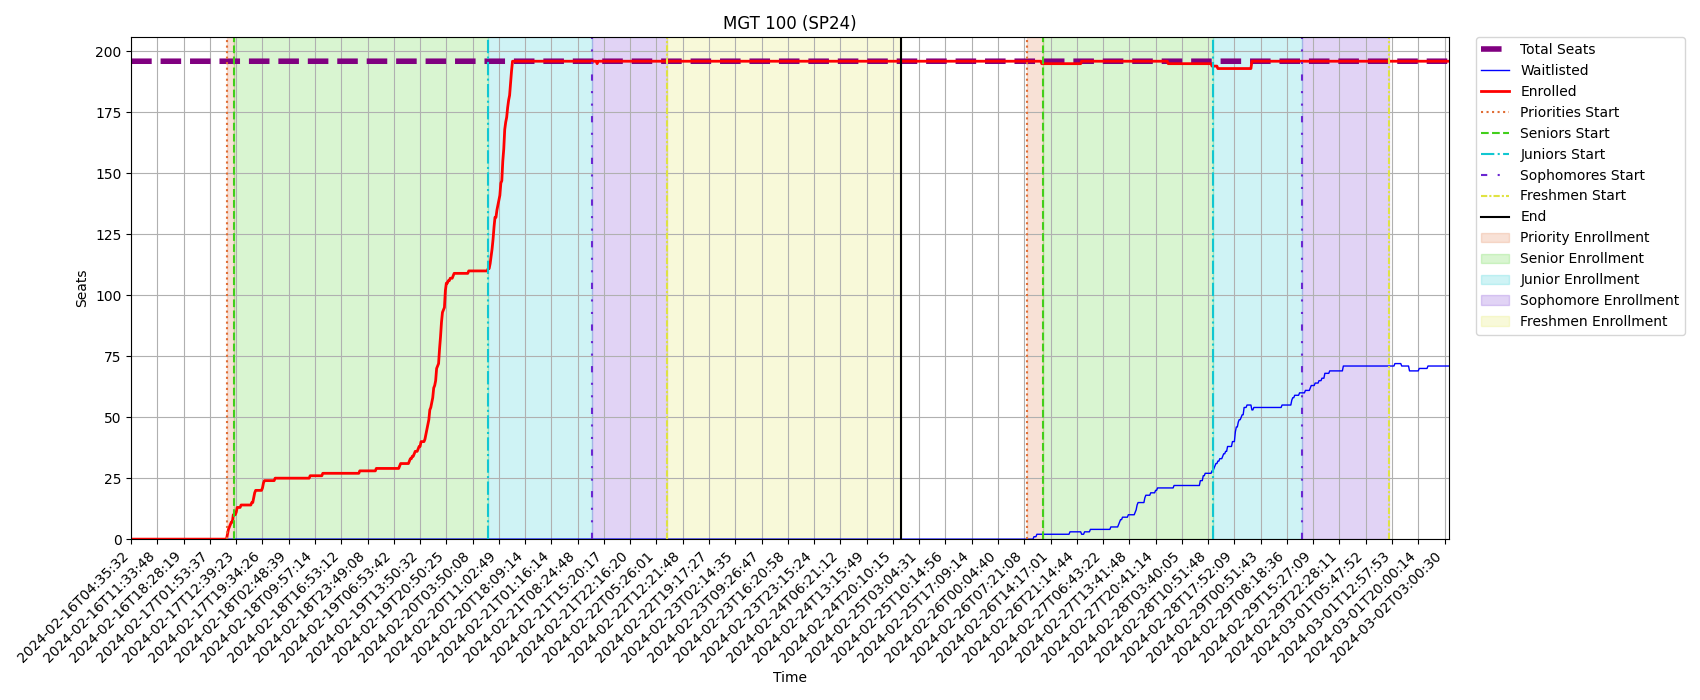 MGT 100 (SP24)
Seats
200
175
150
125
100
75
50
25
0
2024-02-16T04:35:32
2024-02-16T11:33:48
2024-02-16T18:28:19
2024-02-17T01:53:37
2024-02-17T12:39:23
2024-02-17T19:34:26
2024-02-18T02:48:39
2024-02-18T09:57:14
2024-02-18T16:53:12
2024-02-18T23:49:08
2024-02-19T06:53:42
2024-02-19T13:50:32
2024-02-19T20:50:25
2024-02-20T03:50:08
2024-02-20T11:02:49
2024-02-20T18:09:14
2024-02-21T01:16:14
2024-02-21T08:24:48
2024-02-21T15:20:17
2024-02-21T22:16:20
2024-02-22T05:26:01
2024-02-22T12:21:48
2024-02-22T19:17:27
2024-02-23T02:14:35
2024-02-23T09:26:47
2024-02-23T16:20:58
2024-02-23T23:15:24
2024-02-24T06:21:12
2024-02-24T13:15:49
2024-02-24T20:10:15
2024-02-25T03:04:31
2024-02-25T10:14:56
2024-02-25T17:09:14
2024-02-26T00:04:40
2024-02-26T07:21:08
2024-02-26T14:17:01
2024-02-26T21:14:44
2024-02-27T06:43:22
2024-02-27T13:41:48
2024-02-27T20:41:14
2024-02-28T03:40:05
2024-02-28T10:51:48
2024-02-28T17:52:09
2024-02-29T00:51:43
2024-02-29T08:18:36
2024-02-29T15:27:09
2024-02-29T22:28:11
2024-03-01T05:47:52
2024-03-01T12:57:53
2024-03-01T20:00:14
2024-03-02T03:00:30
Time
Total Seats
Waitlisted
Enrolled
Priorities Start
Seniors Start
Juniors Start
Sophomores Start
Freshmen Start
End
Priority Enrollment
Senior Enrollment
Junior Enrollment
Sophomore Enrollment
Freshmen Enrollment